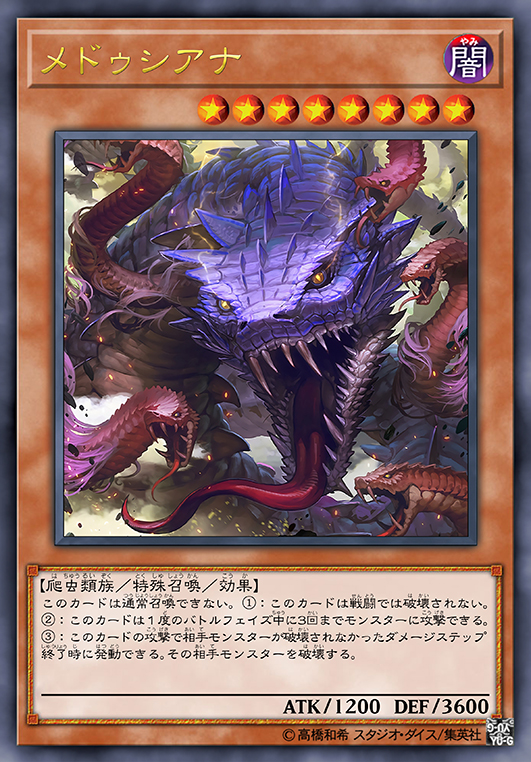 メドゥシアナ
やみ
闇
【爬虫類族／特殊召喚／効果】
このカードは通常召喚できない。①：このカードは戦闘では破壊されない。
②：このカードは１度のバトルフェイズ中に3回までモンスターに攻撃できる。
③：このカードの攻撃で相手モンスターが破壊されなかったダメージステップ
終了時に発動できる。その相手モンスターを破壊する。
ATK/1200 DEF/3600
©高橋和希 スタジオ・ダイス/集英社